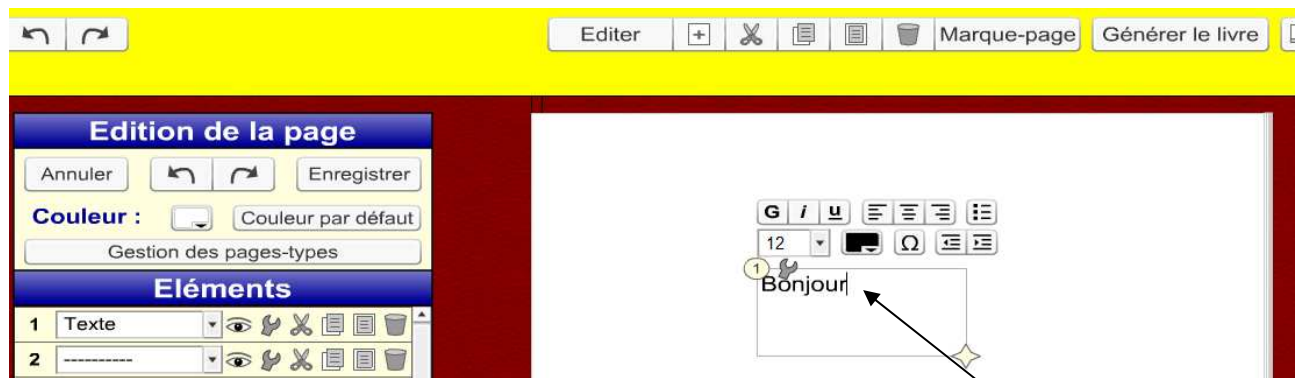 Editer Marque-page Générer le livre
Edition de la page
Annuler Enregistrer
Couleur : Couleur par défaut
Gestion des pages-types
Eléments
1 Texte
2 ----------
G i u
12 Ω
1
Bonjour